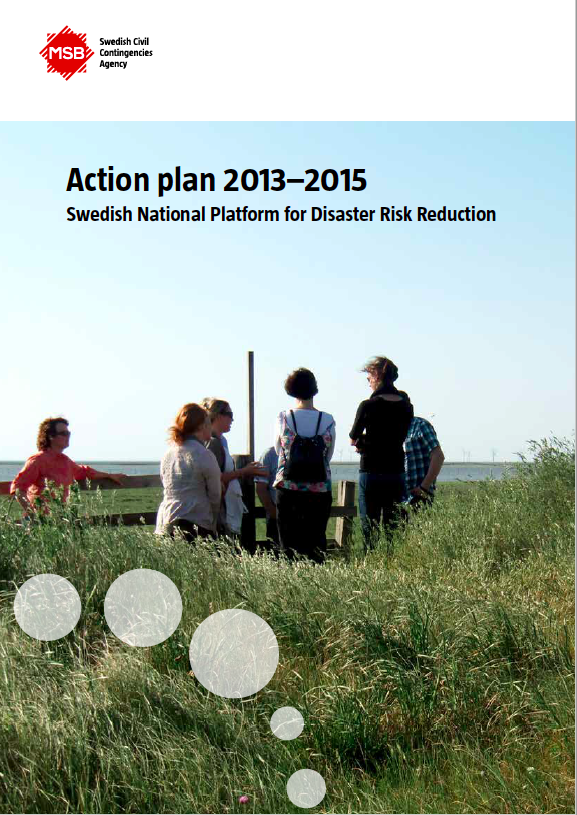 MSB
Swedish Civil
Contingencies
Agency
Action plan 2013–2015
Swedish National Platform for Disaster Risk Reduction